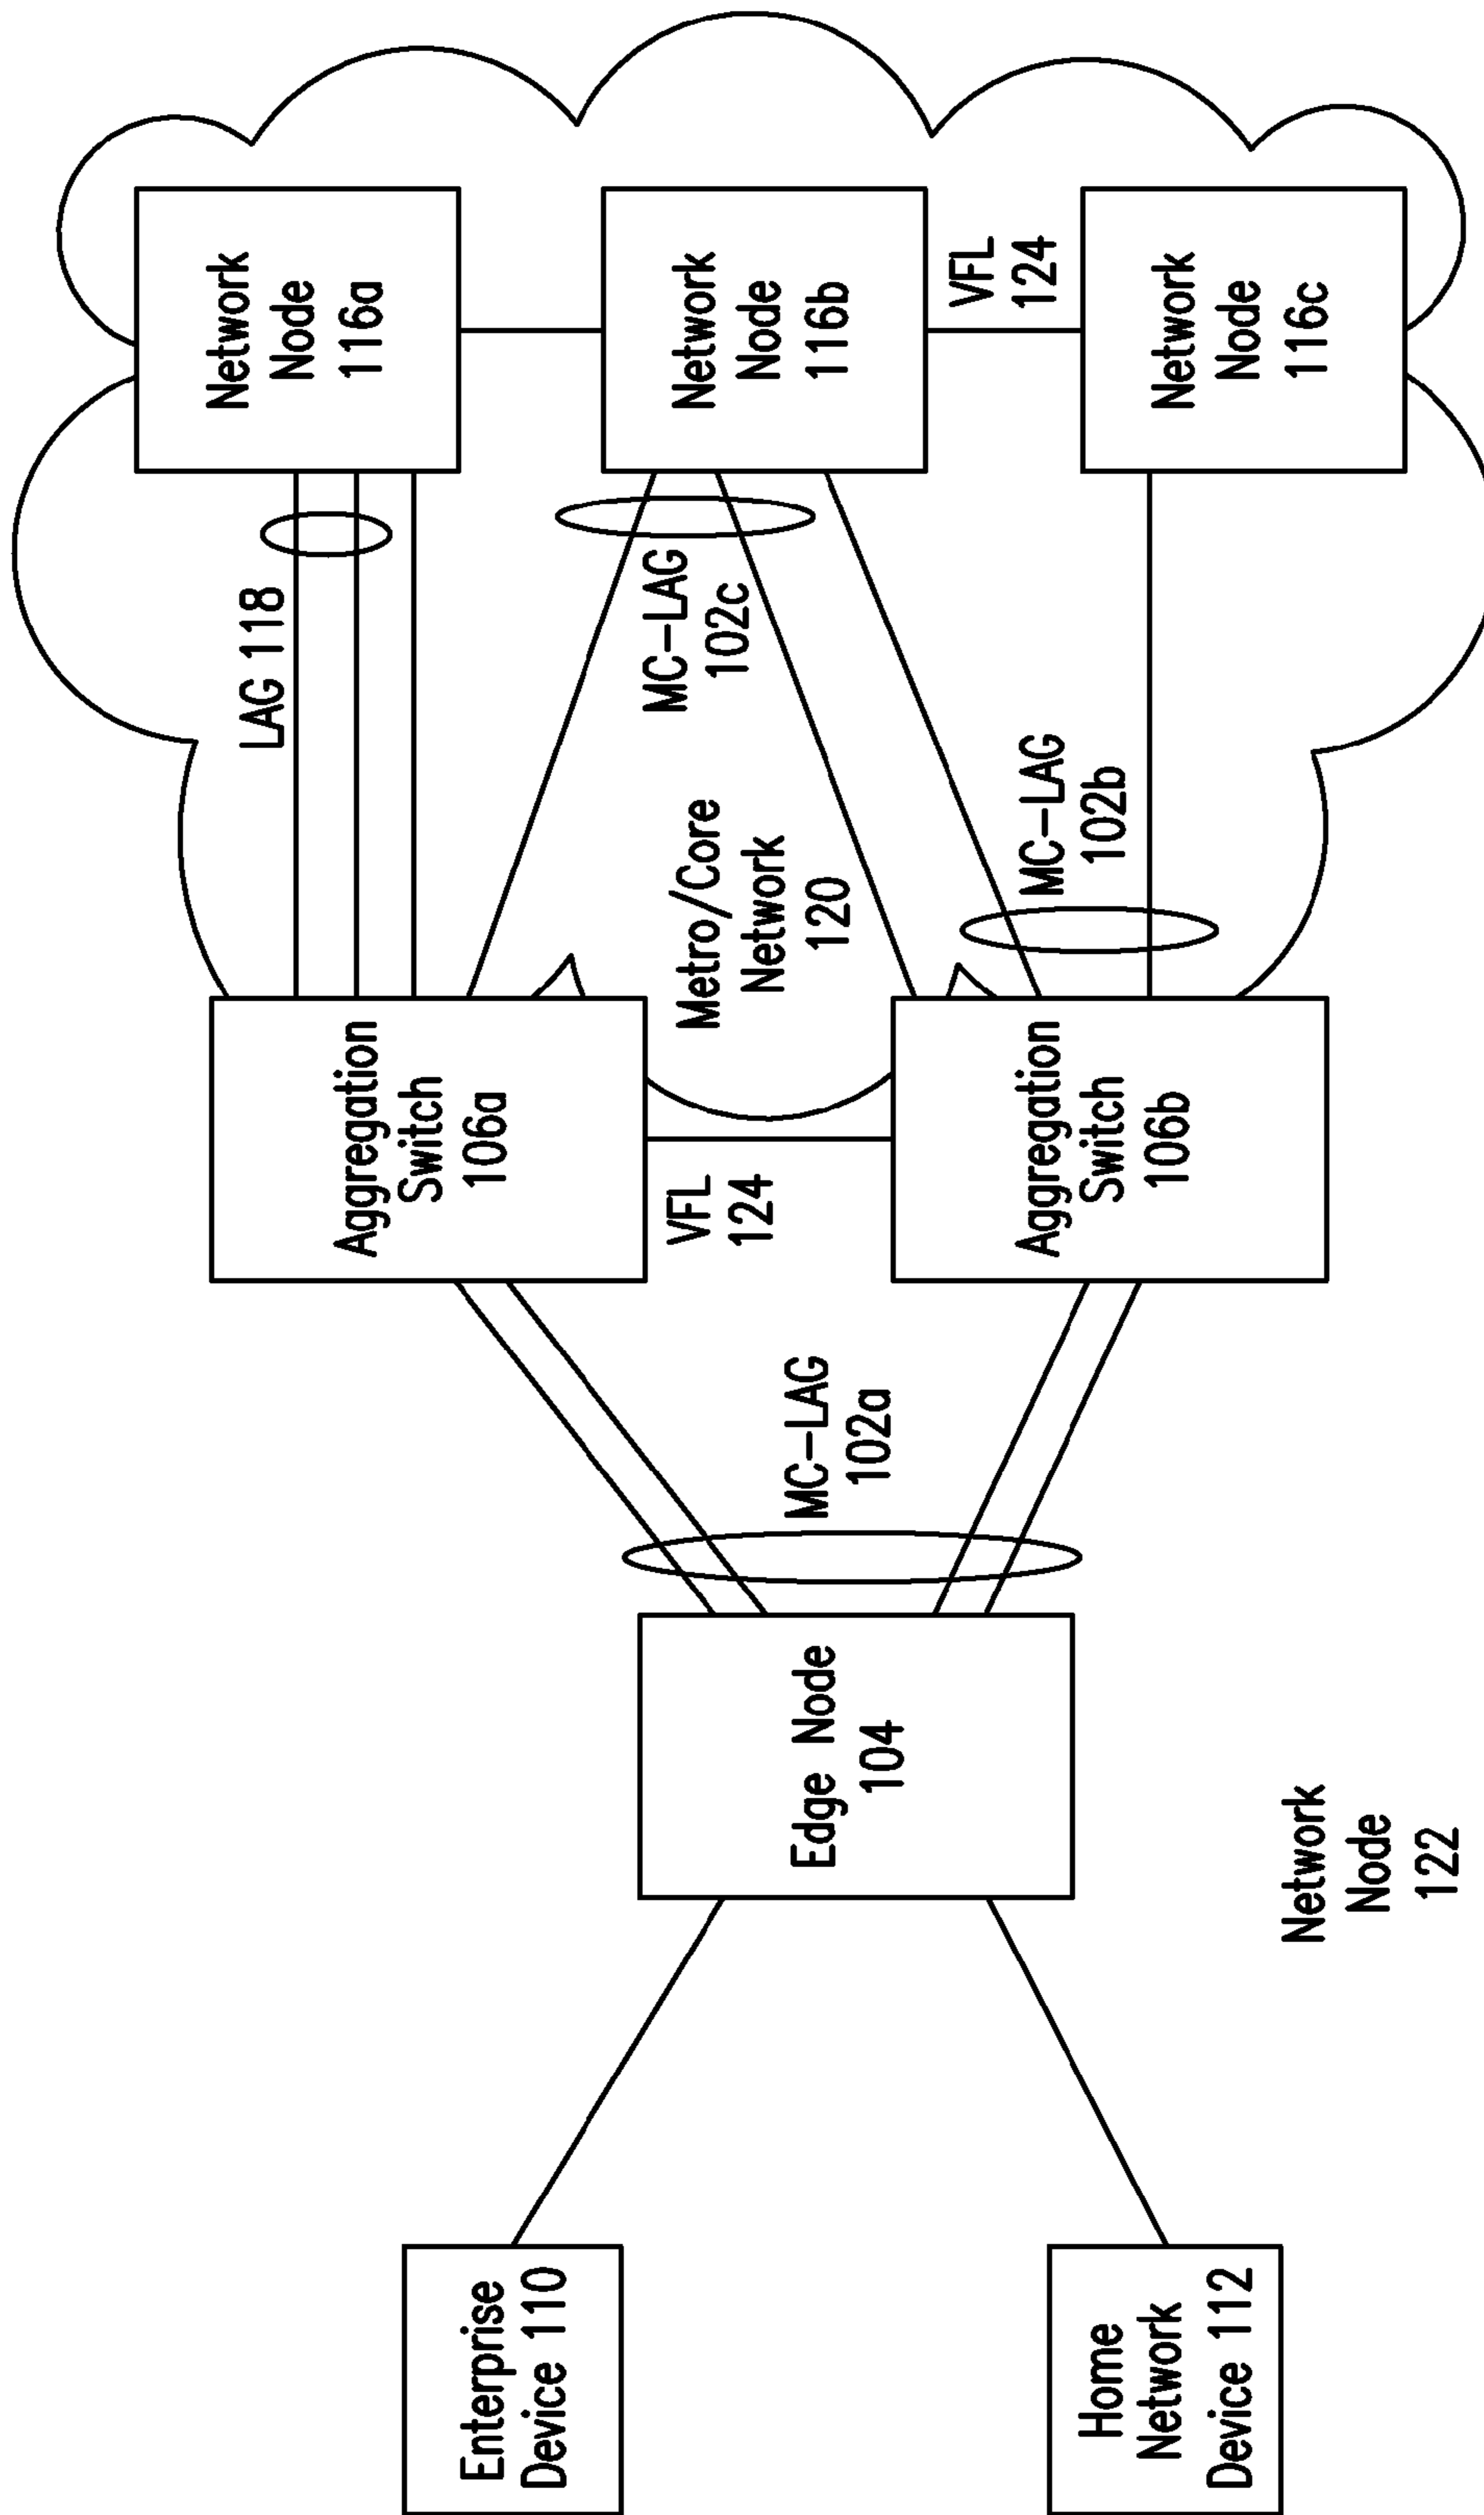 Network
Node
116a
Network
Node
116b
VFL
124
Network
Node
116c
LAG 118
MC-LAG
102c
MC-LAG
102b
Metro/Core
Network
120
Aggregation
Switch
106a
VFL
124
Aggregation
Switch
106b
MC-LAG
102a
Edge Node
104
Network
Node
122
Enterprise
Device 110
Home
Network
Device 112